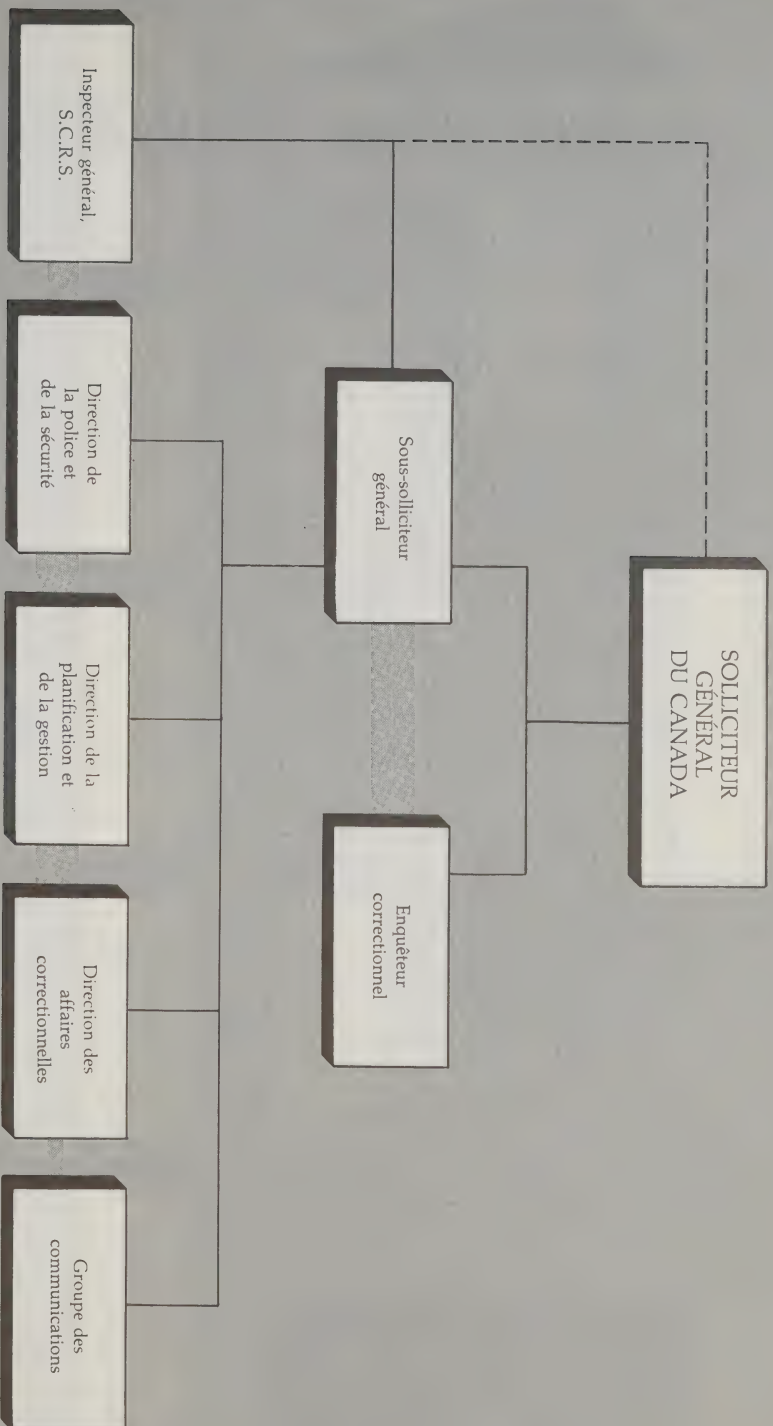 SOLLICITEUR
GÉNÉRAL
DU CANADA
Sous-solliciteur
général
Enquêteur
correctionnel
Inspecteur général,
S.C.R.S.
Direction de
la police et
de la sécurité
Direction de la
planification et
de la gestion
Direction des
affaires
correctionnelles
Groupe des
communications